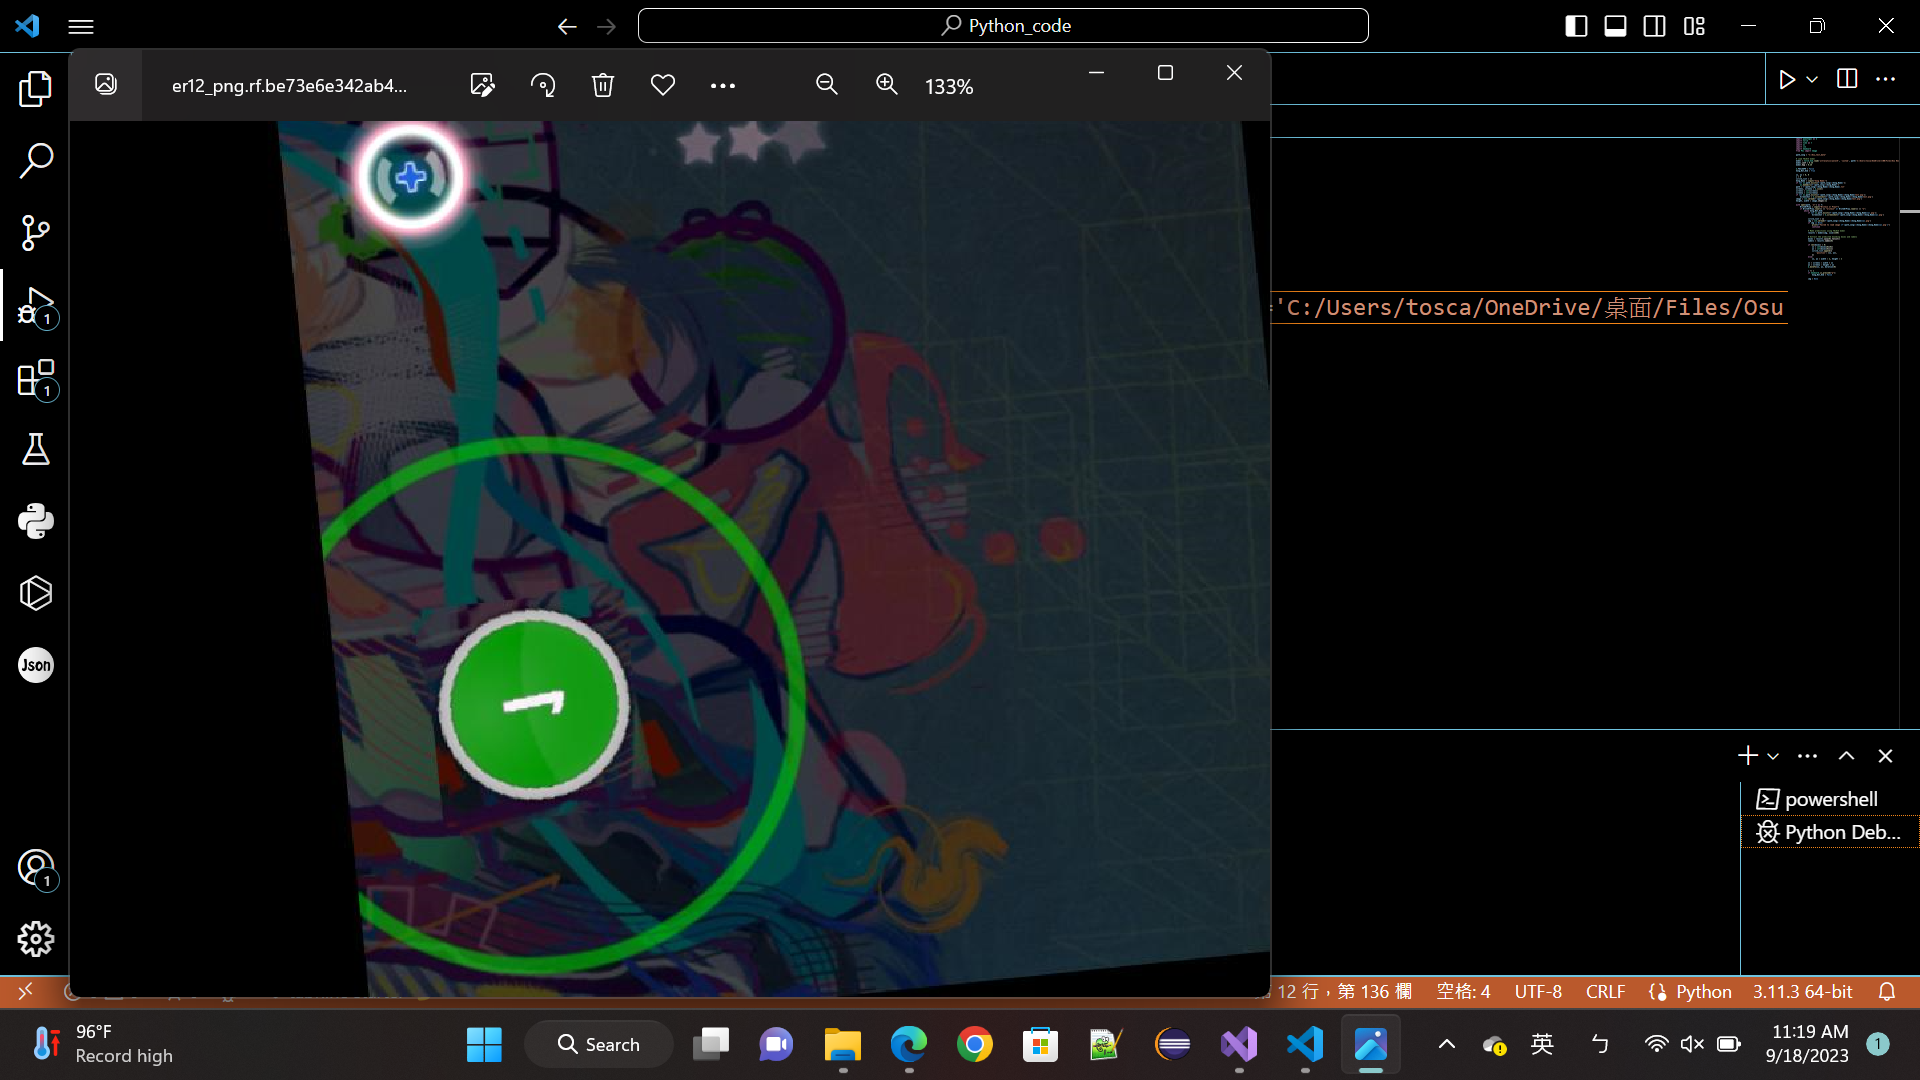 Python_code
er12_png.rf.be73e6e342ab4...
133%
1
1
Json
1
1
='C:/Users/tosca/OneDrive/桌面/Files/Osu
powershell
Python Deb...
12 行，第 136 欄
空格: 4
UTF-8
CRLF
Python
3.11.3 64-bit
96°F
Record high
Search
英
ㄅ
11:19 AM
9/18/2023
1